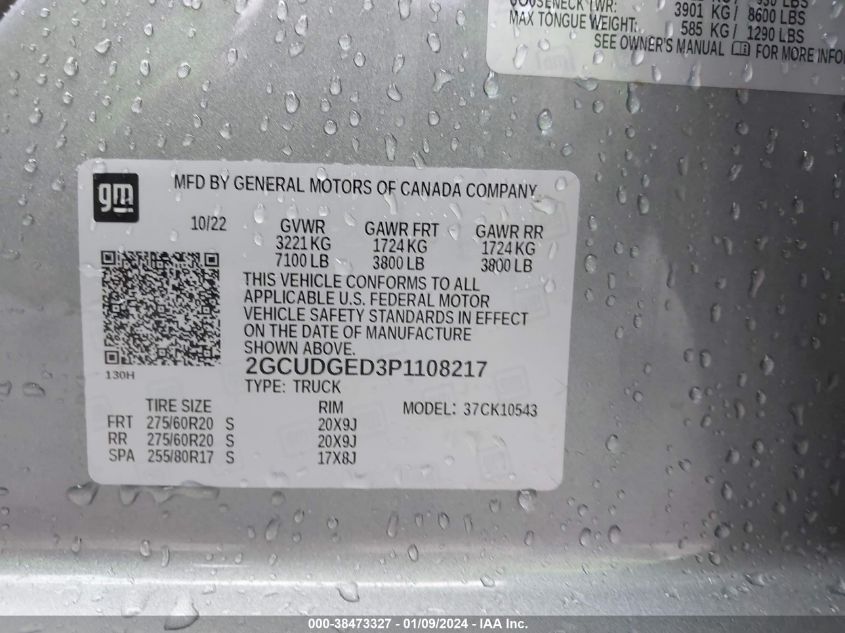 TWR: 3901 KG / 8600 LBS
MAX TONGUE WEIGHT: 585 KG / 1290 LBS
SEE OWNER'S MANUAL FOR MORE
gm
MFD BY GENERAL MOTORS OF CANADA COMPANY
10/22 GVWR GAWR FRT GAWR RR
3221 KG 1724 KG 1724 KG
7100 LB 3800 LB 3800 LB
THIS VEHICLE CONFORMS TO ALL
APPLICABLE U.S. FEDERAL MOTOR
VEHICLE SAFETY STANDARDS IN EFFECT
ON THE DATE OF MANUFACTURE
SHOWN ABOVE.
130H
2GCUDGED3P1108217
TYPE: TRUCK
TIRE SIZE RIM MODEL: 37CK10543
FRT 275/60R20 S 20X9J
RR 275/60R20 S 20X9J
SPA 255/80R17 S 17X8J
000-38473327 - 01/09/2024 - IAA Inc.